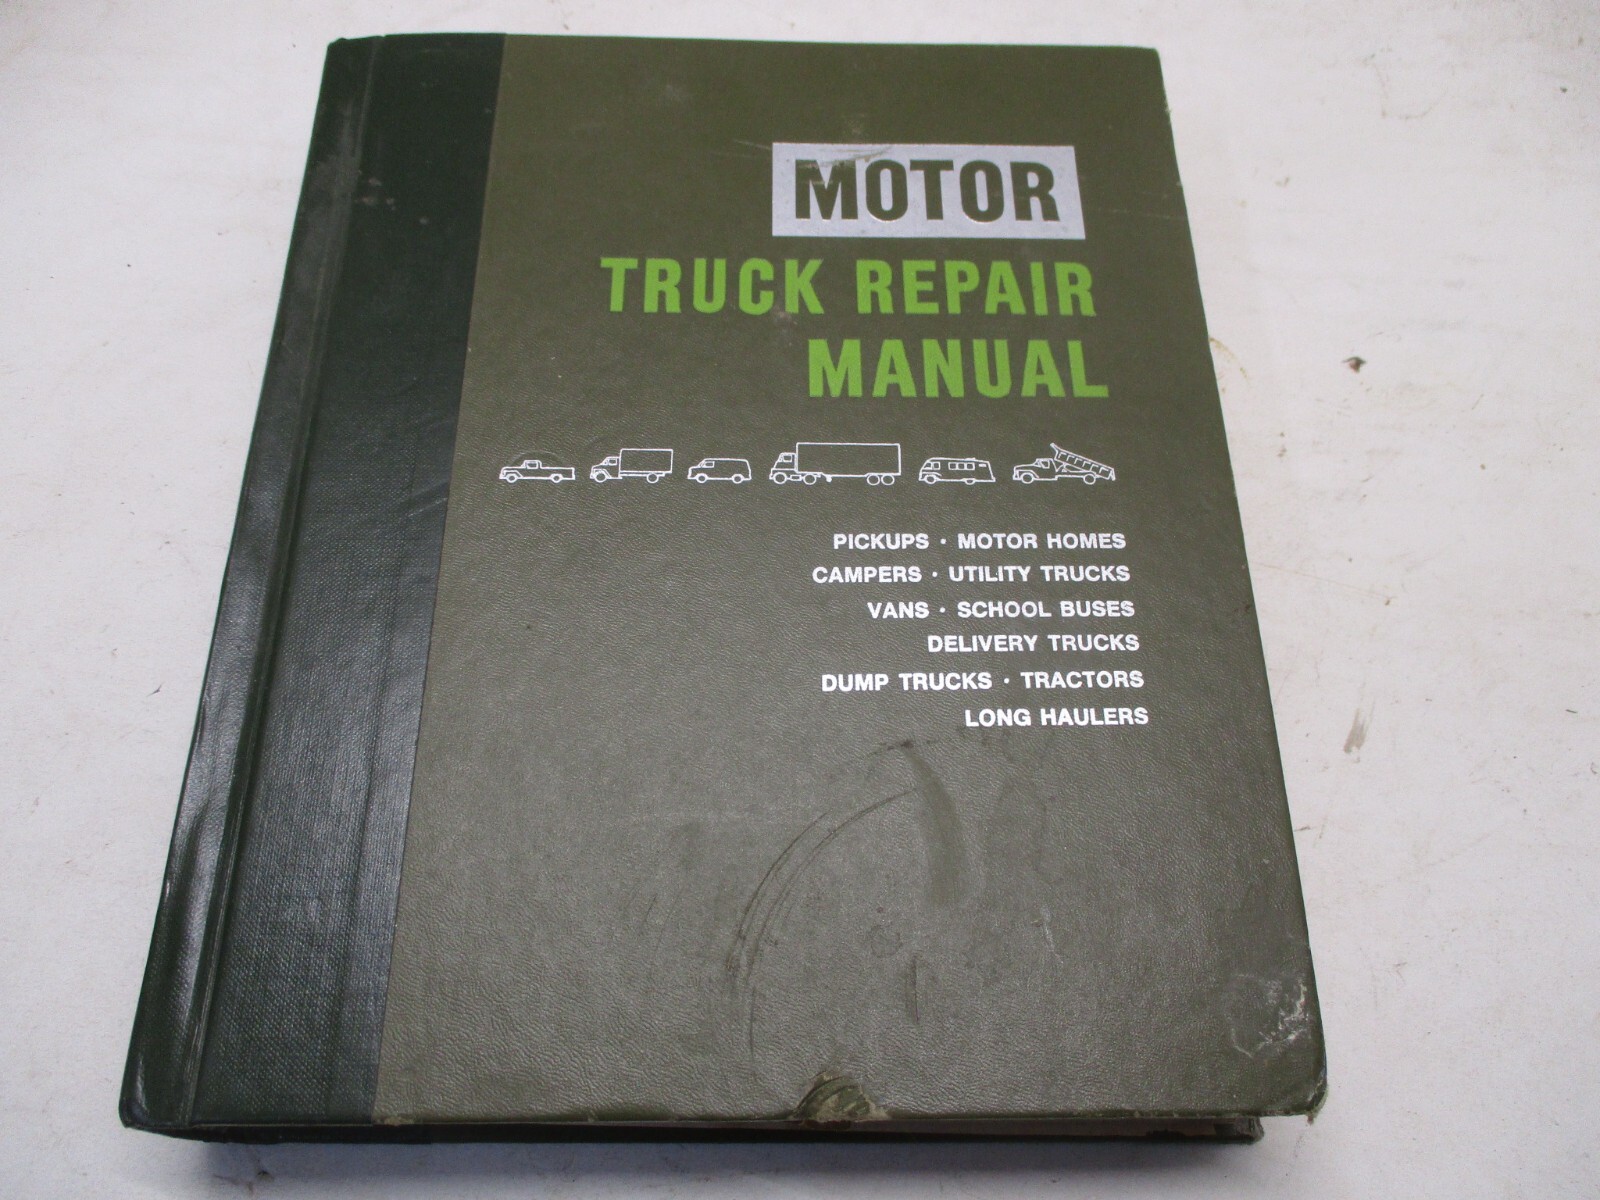 MOTOR
TRUCK REPAIR
MANUAL
PICKUPS · MOTOR HOMES
CAMPERS · UTILITY TRUCKS
VANS · SCHOOL BUSES
DELIVERY TRUCKS
DUMP TRUCKS · TRACTORS
LONG HAULERS